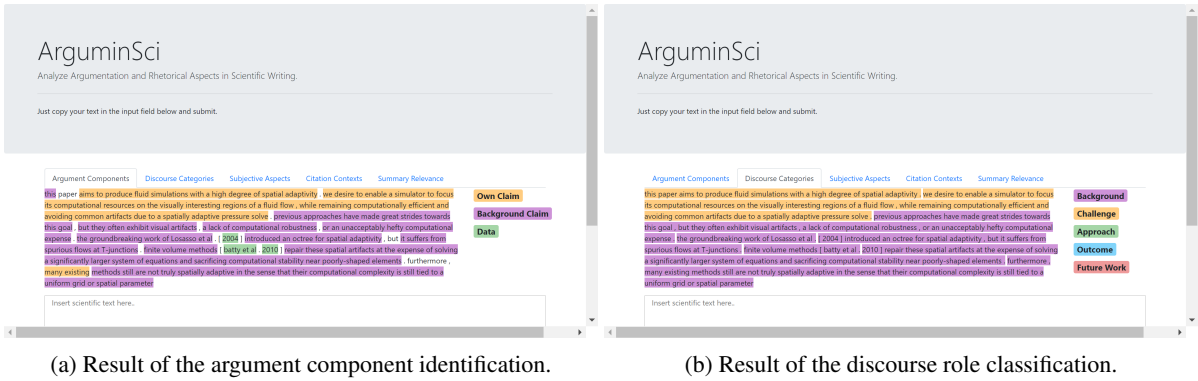 ArguminSci
Analyze Argumentation and Rhetorical Aspects in Scientific Writing.
Just copy your text in the input field below and submit.
Argument Components Discourse Categories Subjective Aspects Citation Contexts Summary Relevance
this paper aims to produce fluid simulations with a high degree of spatial adaptivity . we desire to enable a simulator to focus
its computational resources on the visually interesting regions of a fluid flow , while remaining computationally efficient and
avoiding common artifacts due to a spatially adaptive pressure solve . previous approaches have made great strides towards
this goal , but they often exhibit visual artifacts , a lack of computational robustness , or an unacceptably hefty computational
expense . the groundbreaking work of Losasso et al . [ 2004 ] introduced an octree for spatial adaptivity , but it suffers from
spurious flows at T-junctions . finite volume methods [ batty et al . 2010 ] repair these spatial artifacts at the expense of solving
a significantly larger system of equations and sacrificing computational stability near poorly-shaped elements . furthermore ,
many existing methods still are not truly spatially adaptive in the sense that their computational complexity is still tied to a
uniform grid or spatial parameter
Own Claim
Background Claim
Data
Insert scientific text here..
(a) Result of the argument component identification.
ArguminSci
Analyze Argumentation and Rhetorical Aspects in Scientific Writing.
Just copy your text in the input field below and submit.
Argument Components Discourse Categories Subjective Aspects Citation Contexts Summary Relevance
this paper aims to produce fluid simulations with a high degree of spatial adaptivity . we desire to enable a simulator to focus
its computational resources on the visually interesting regions of a fluid flow , while remaining computationally efficient and
avoiding common artifacts due to a spatially adaptive pressure solve . previous approaches have made great strides towards
this goal , but they often exhibit visual artifacts , a lack of computational robustness , or an unacceptably hefty computational
expense . the groundbreaking work of Losasso et al . [ 2004 ] introduced an octree for spatial adaptivity , but it suffers from
spurious flows at T-junctions . finite volume methods [ batty et al . 2010 ] repair these spatial artifacts at the expense of solving
a significantly larger system of equations and sacrificing computational stability near poorly-shaped elements . furthermore ,
many existing methods still are not truly spatially adaptive in the sense that their computational complexity is still tied to a
uniform grid or spatial parameter
Background
Challenge
Approach
Outcome
Future Work
Insert scientific text here..
(b) Result of the discourse role classification.